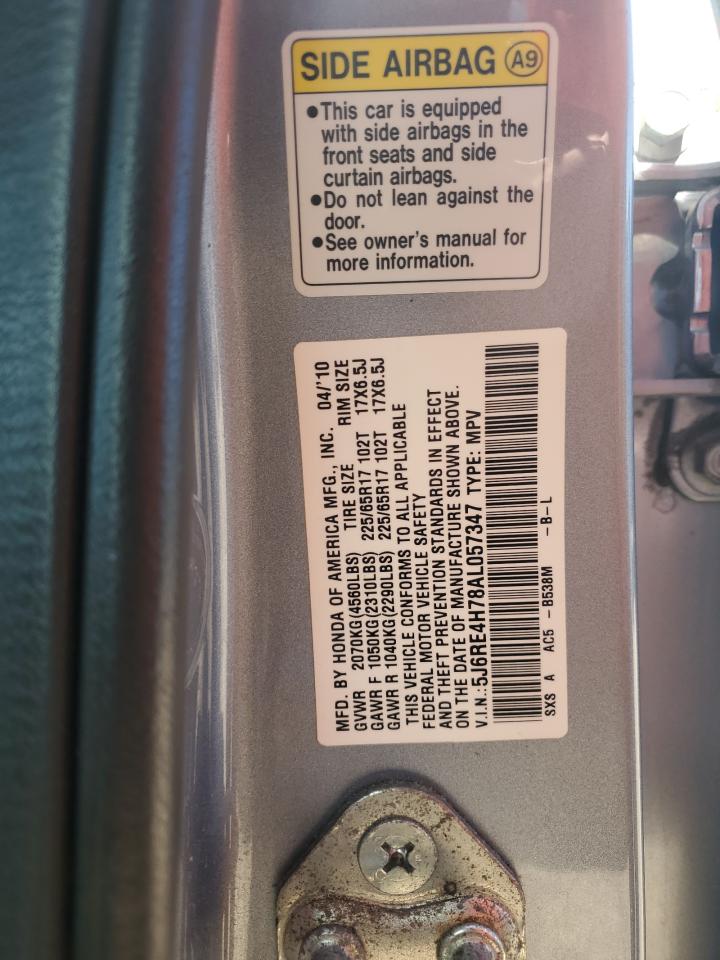 SIDE AIRBAG A9
●This car is equipped
with side airbags in the
front seats and side
curtain airbags.
●Do not lean against the
door.
●See owner's manual for
more information.
MFD. BY HONDA OF AMERICA MFG., INC. 04/'10
GVWR 2070KG(4560LBS) TIRE SIZE RIM SIZE
GAWR F 1050KG(2310LBS) 225/65R17 102T 17X6.5J
GAWR R 1040KG(2290LBS) 225/65R17 102T 17X6.5J
THIS VEHICLE CONFORMS TO ALL APPLICABLE
FEDERAL MOTOR VEHICLE SAFETY
AND THEFT PREVENTION STANDARDS IN EFFECT
ON THE DATE OF MANUFACTURE SHOWN ABOVE.
V.I.N.:5J6RE4H78AL057347 TYPE: MPV
SXS A AC5 -B538M -B-L